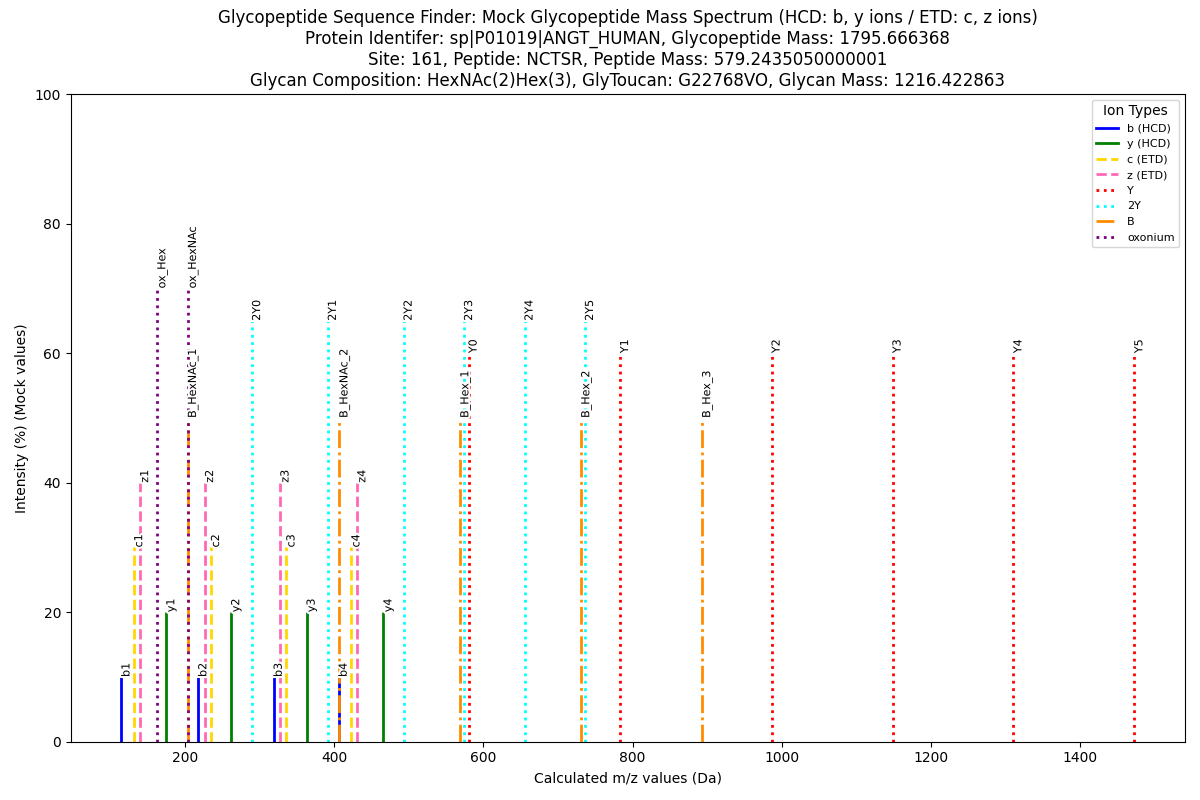 Glycopeptide Sequence Finder: Mock Glycopeptide Mass Spectrum (HCD: b, y ions / ETD: c, z ions)
Protein Identifer: sp|P01019|ANGT_HUMAN, Glycopeptide Mass: 1795.666368
Site: 161, Peptide: NCTSR, Peptide Mass: 579.2435050000001
Glycan Composition: HexNAc(2)Hex(3), GlyToucan: G22768VO, Glycan Mass: 1216.422863
Intensity (%) (Mock values)
100
80
60
40
20
0
Ion Types
b (HCD)
y (HCD)
c (ETD)
z (ETD)
Y
2Y
B
oxonium
ox_Hex
ox_HexNAc
2Y0
2Y1
2Y2
2Y3
2Y4
2Y5
Y0
Y1
Y2
Y3
Y4
Y5
B_HexNAc_1
B_HexNAc_2
B_Hex_1
B_Hex_2
B_Hex_3
z1
z2
z3
z4
c1
c2
c3
c4
y1
y2
y3
y4
b1
b2
b3
b4
200
400
600
800
1000
1200
1400
Calculated m/z values (Da)